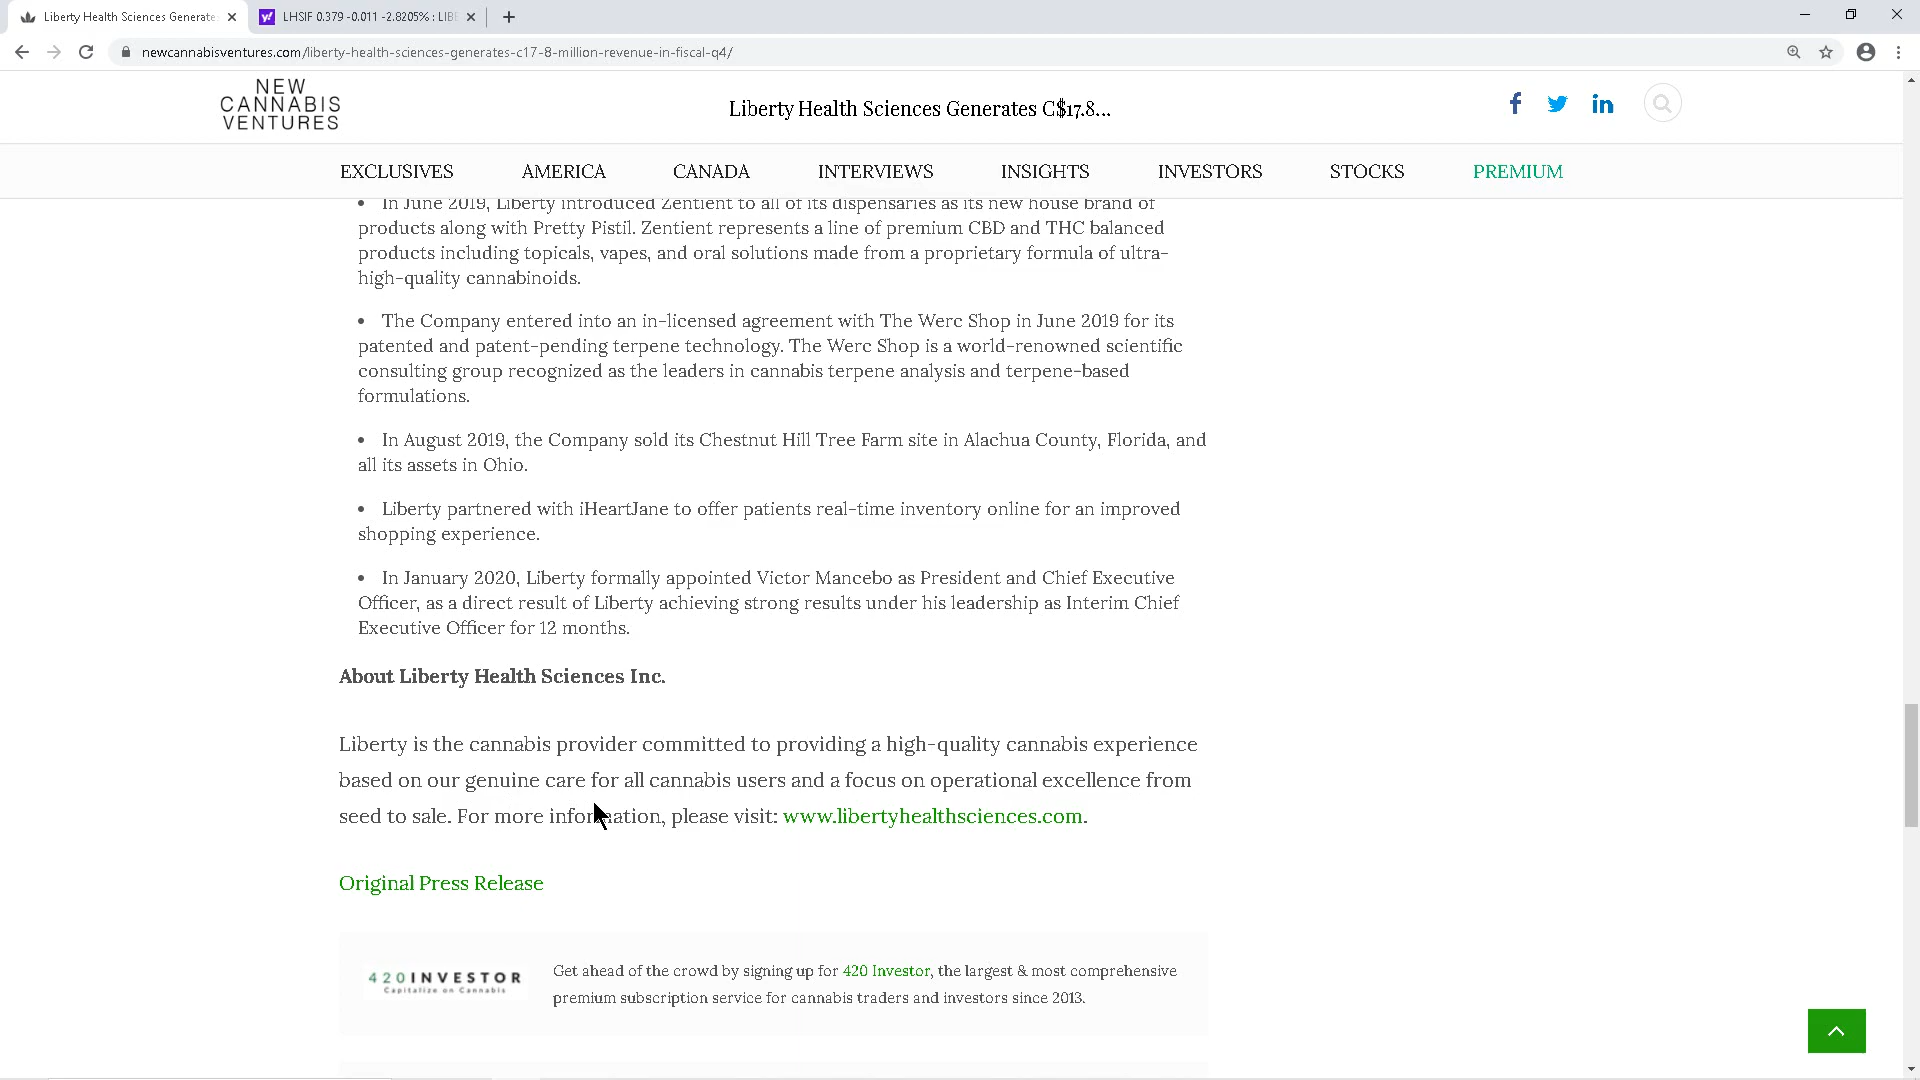 Liberty Health Sciences Generate
LHSIF 0.379 -0.011 -2.8205% : LIBE
newcannabisventures.com/liberty-health-sciences-generates-c17-8-million-revenue-in-fiscal-q4/
NEW
CANNABIS
VENTURES
Liberty Health Sciences Generates C$17.8...
EXCLUSIVES AMERICA CANADA INTERVIEWS INSIGHTS INVESTORS STOCKS PREMIUM
• In June 2019, Liberty introduced Zentient to all of its dispensaries as its new house brand of
products along with Pretty Pistil. Zentient represents a line of premium CBD and THC balanced
products including topicals, vapes, and oral solutions made from a proprietary formula of ultra-
high-quality cannabinoids.
• The Company entered into an in-licensed agreement with The Werc Shop in June 2019 for its
patented and patent-pending terpene technology. The Werc Shop is a world-renowned scientific
consulting group recognized as the leaders in cannabis terpene analysis and terpene-based
formulations.
• In August 2019, the Company sold its Chestnut Hill Tree Farm site in Alachua County, Florida, and
all its assets in Ohio.
• Liberty partnered with iHeartJane to offer patients real-time inventory online for an improved
shopping experience.
• In January 2020, Liberty formally appointed Victor Mancebo as President and Chief Executive
Officer, as a direct result of Liberty achieving strong results under his leadership as Interim Chief
Executive Officer for 12 months.
About Liberty Health Sciences Inc.
Liberty is the cannabis provider committed to providing a high-quality cannabis experience
based on our genuine care for all cannabis users and a focus on operational excellence from
seed to sale. For more information, please visit: www.libertyhealthsciences.com.
Original Press Release
420INVESTOR
Capitalize on Cannabis
Get ahead of the crowd by signing up for 420 Investor, the largest & most comprehensive
premium subscription service for cannabis traders and investors since 2013.